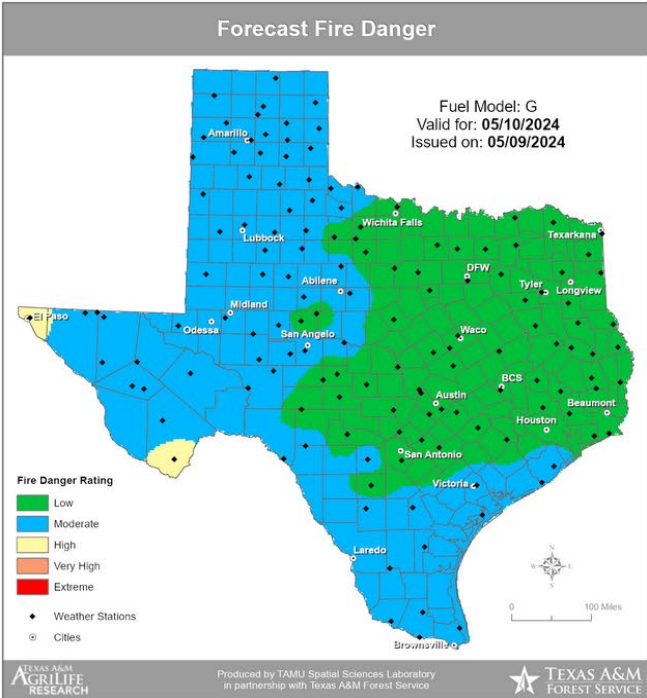 Forecast Fire Danger
Fuel Model: G
Valid for: 05/10/2024
Issued on: 05/09/2024
Amarillo
Wichita Falls
Texarkana
Lubbock
DFW
Abilene
Tyler
Longview
Midland
El Paso
Odessa
San Angelo
Waco
BCS
Austin
Beaumont
Houston
San Antonio
Victoria
Laredo
Brownsville
Fire Danger Rating
Low
Moderate
High
Very High
Extreme
Weather Stations
Cities
N
W E
S
0 100 Miles
TEXAS A&M
AGRILIFE
RESEARCH
Produced by TAMU Spatial Sciences Laboratory
in partnership with Texas A&M Forest Service
TEXAS A&M
FOREST SERVICE